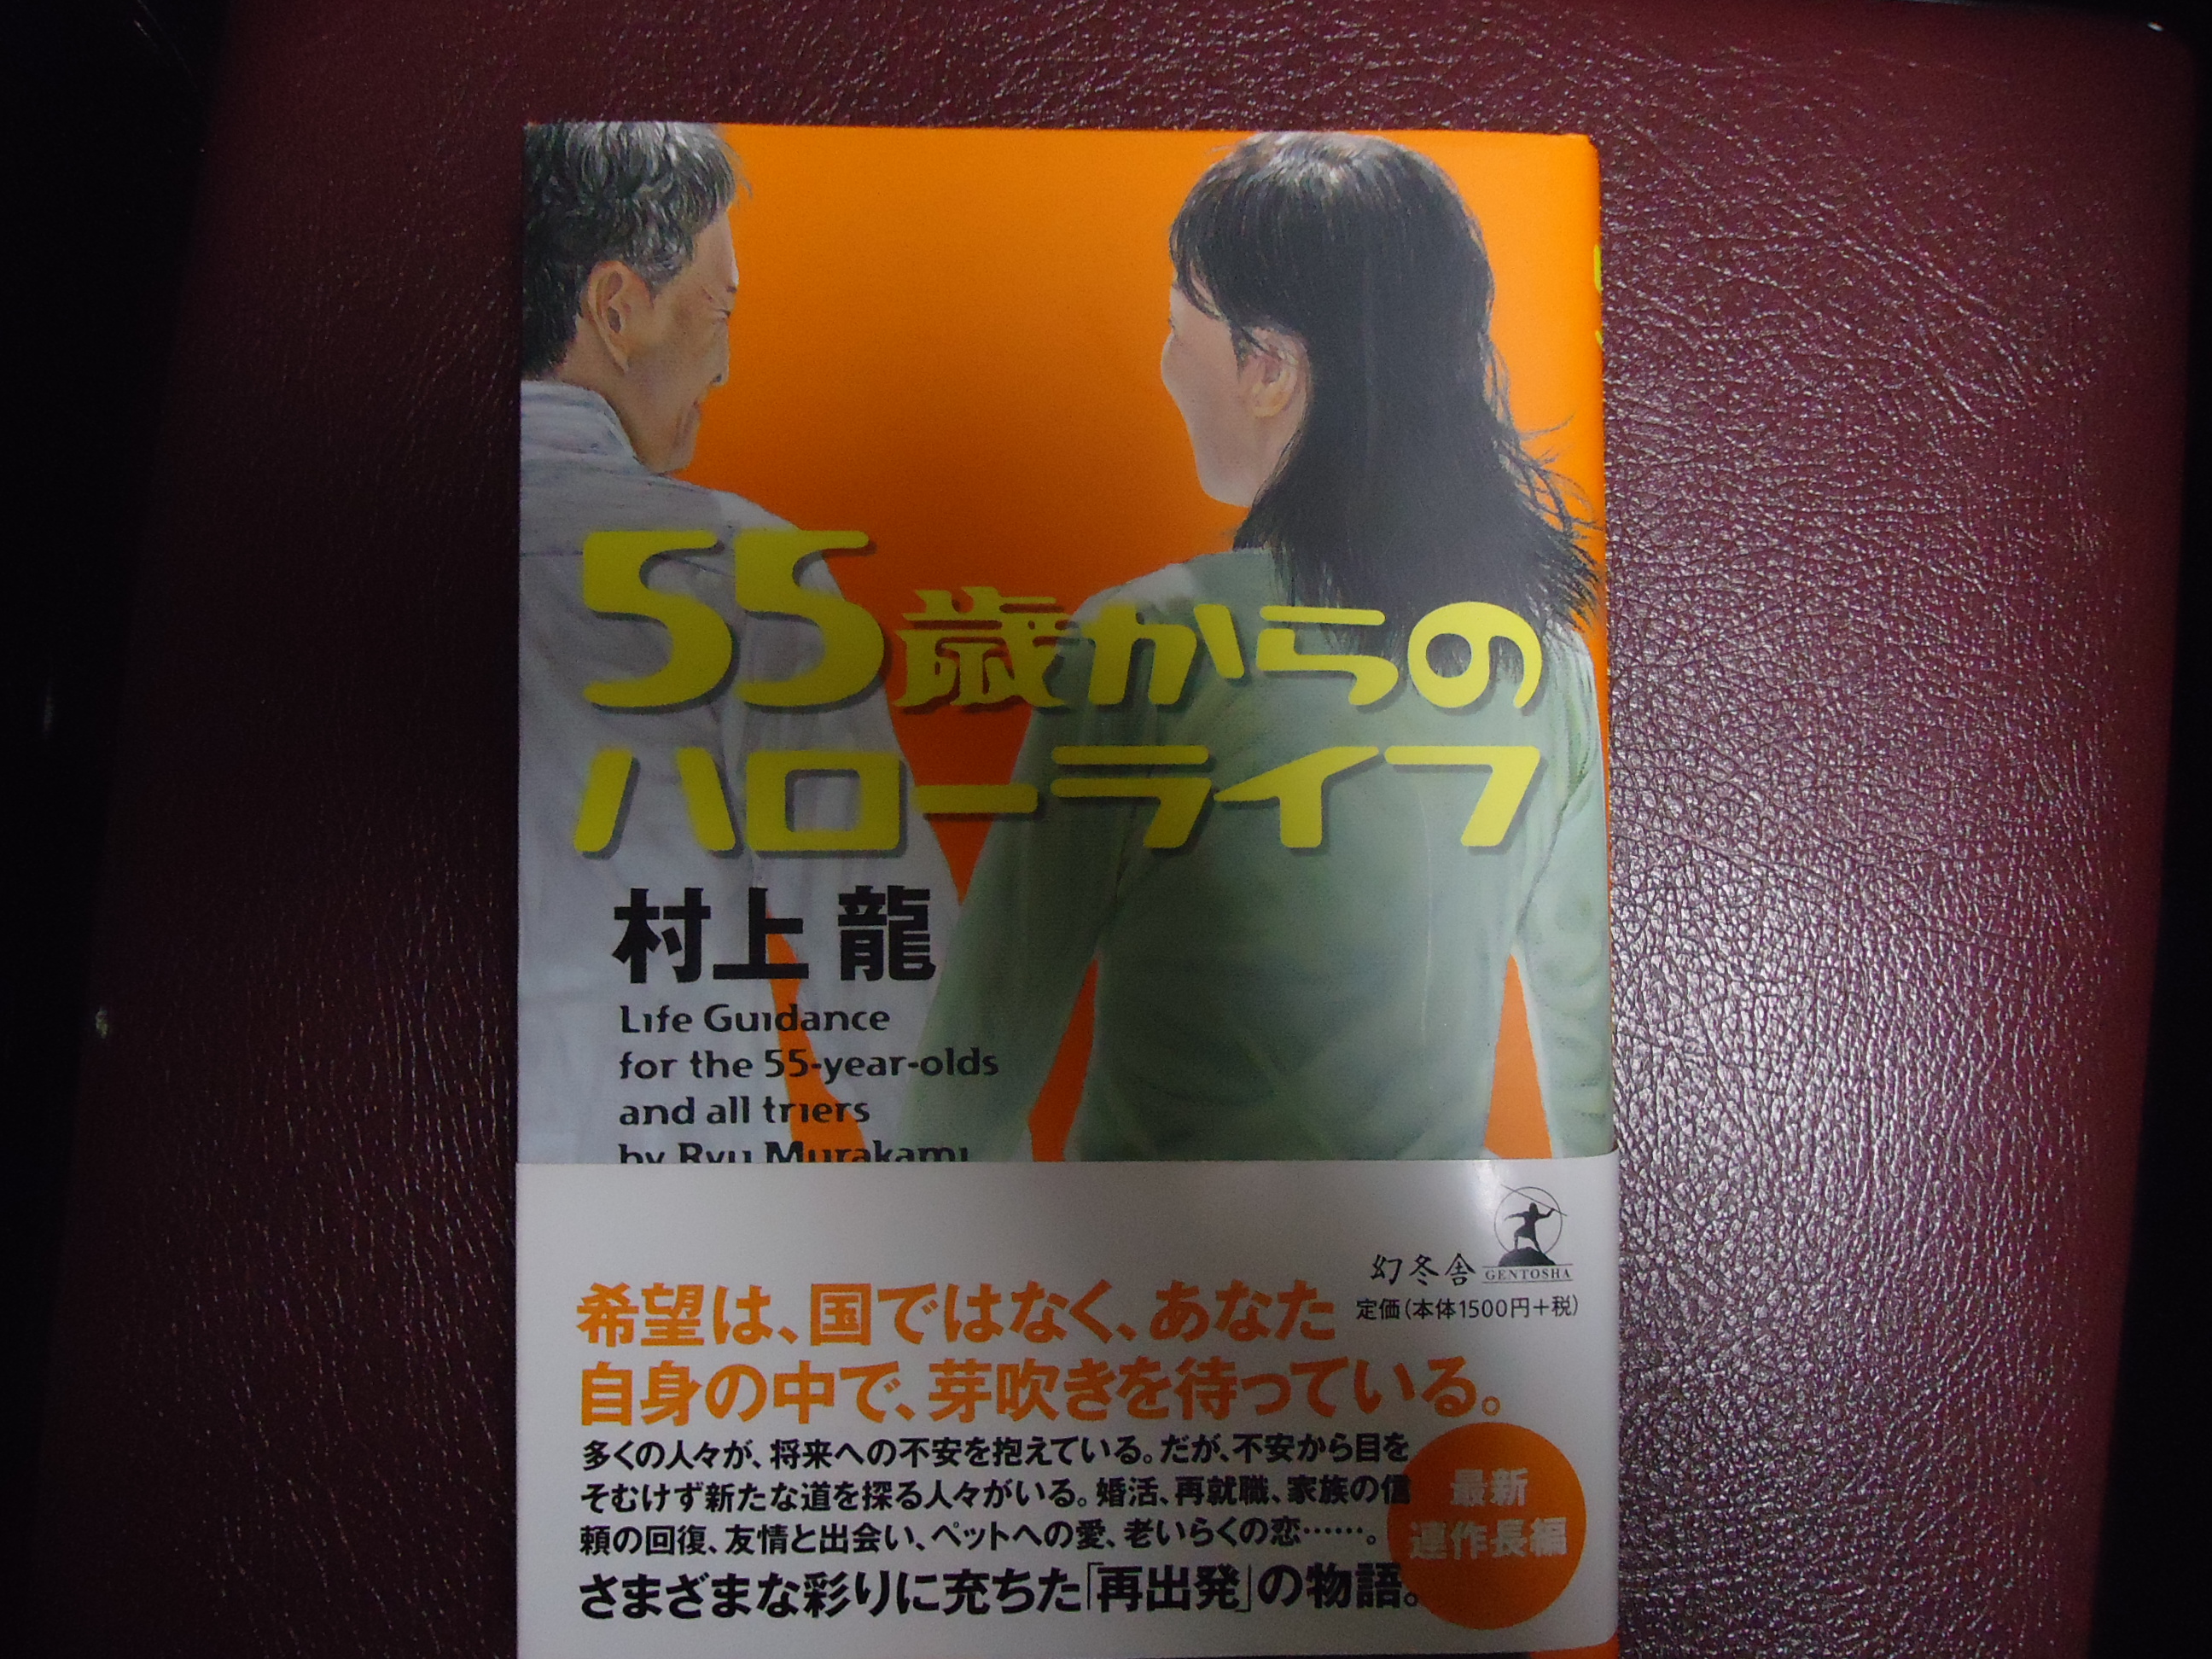 55歳からの
ハローライフ
村上龍
Life Guidance
for the 55-year-olds
and all triers
by Ryu Murakami
幻冬舎 GENTOSHA
定価(本体1500円+税)
希望は、国ではなく、あなた
自身の中で、芽吹きを待っている。
多くの人々が、将来への不安を抱えている。だが、不安から目を
そむけず新たな道を探る人々がいる。婚活、再就職、家族の信
頼の回復、友情と出会い、ペットへの愛、老いらくの恋……。
さまざまな彩りに充ちた「再出発」の物語。
最新
連作長編